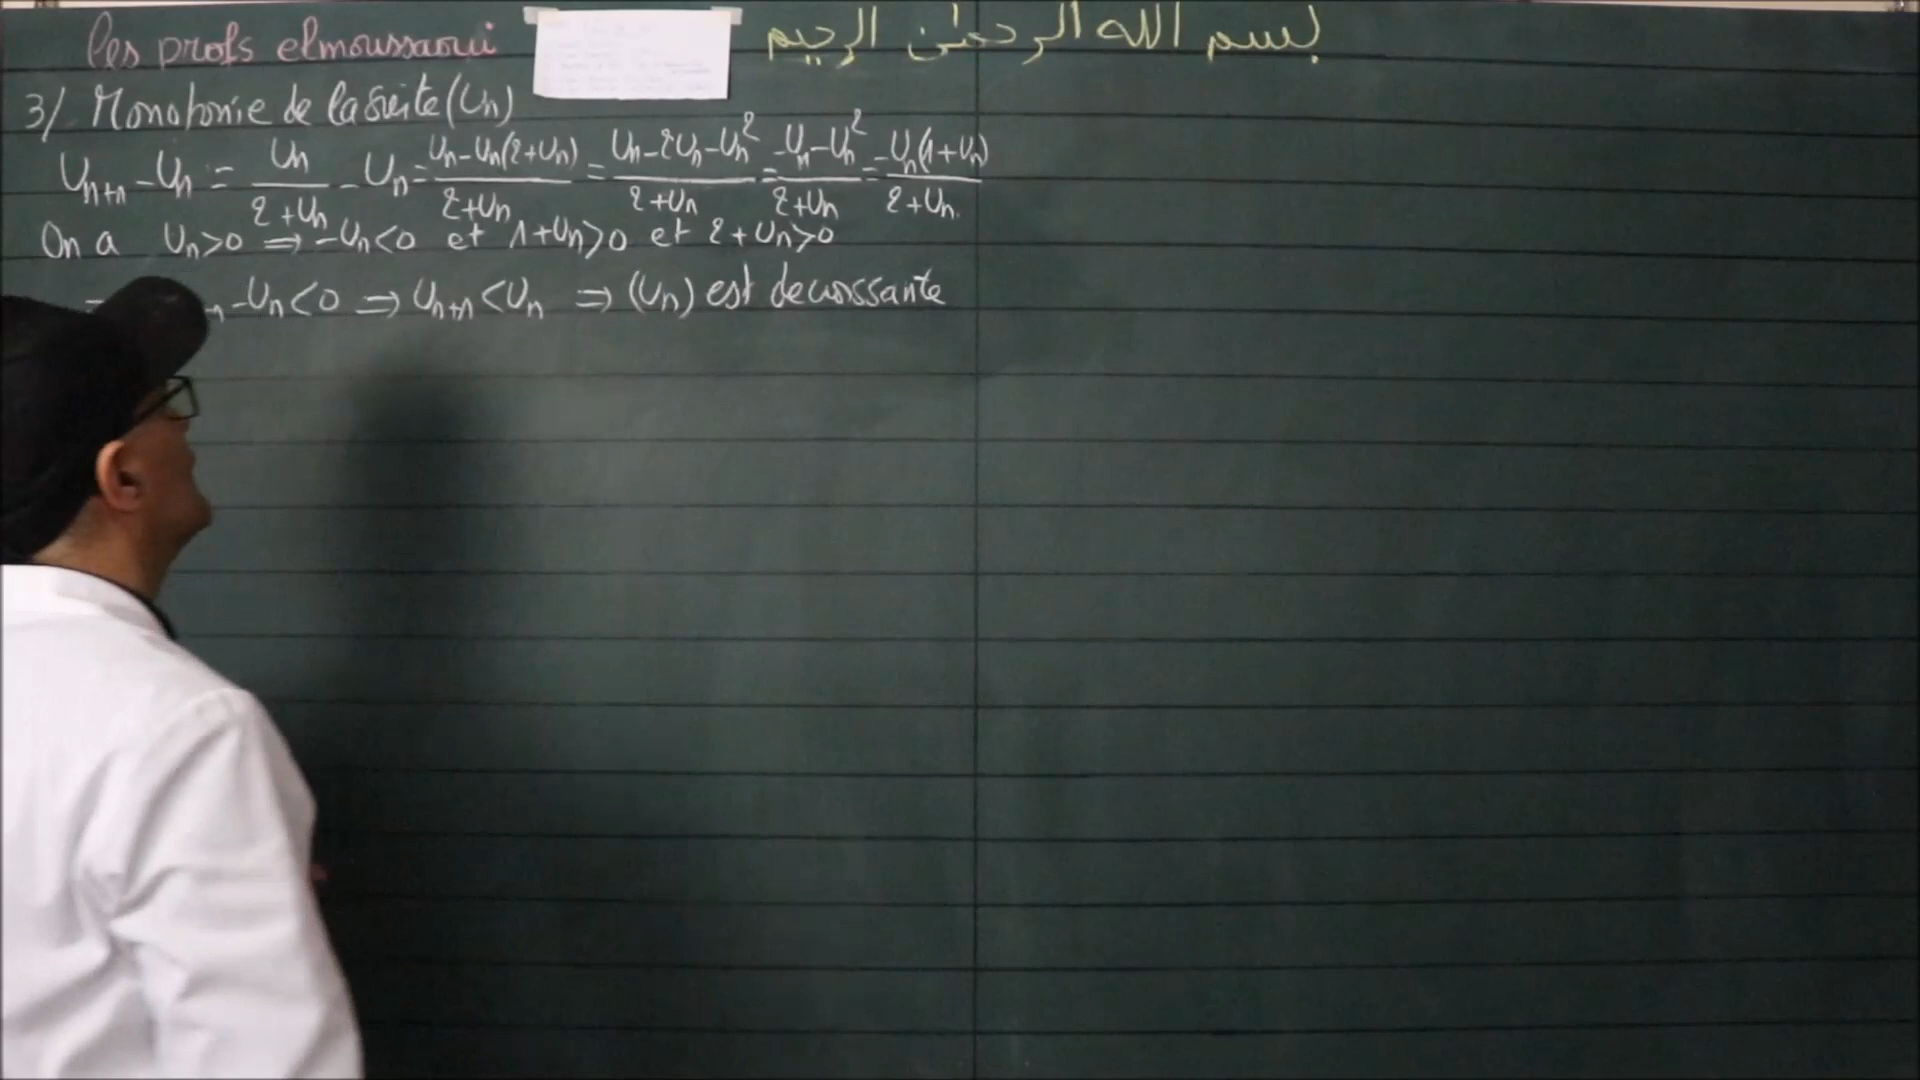 les profs elmoussaoui
بسم الله الرحمٰن الرحيم
3/ Monotonie de la suite (Un)
Un+1 - Un = Un/(2+Un) - Un = (Un-Un(2+Un))/(2+Un) = (Un-2Un-Un²)/(2+Un) = (-Un-Un²)/(2+Un) = -Un(1+Un)/(2+Un)
On a Un>0 ⇒ -Un<0 et 1+Un>0 et 2+Un>0
-Un<0 ⇒ Un+1<Un ⇒ (Un) est decroissante